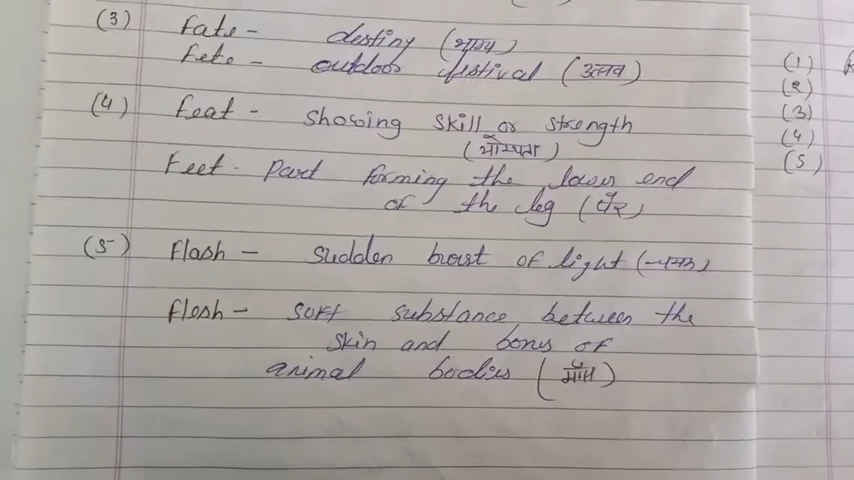 (3) Fate - destiny (भाग्य)
Fete - outdoor festival (उत्सव)
(4) Feat - showing skill or strength
(योग्यता)
Feet - Part forming the lower end
of the leg (पैर)
(5) Flash - sudden burst of light (चमक)
Flesh - soft substance between the
skin and bones of
animal bodies (माँस)
(1)
(2)
(3)
(4)
(5)